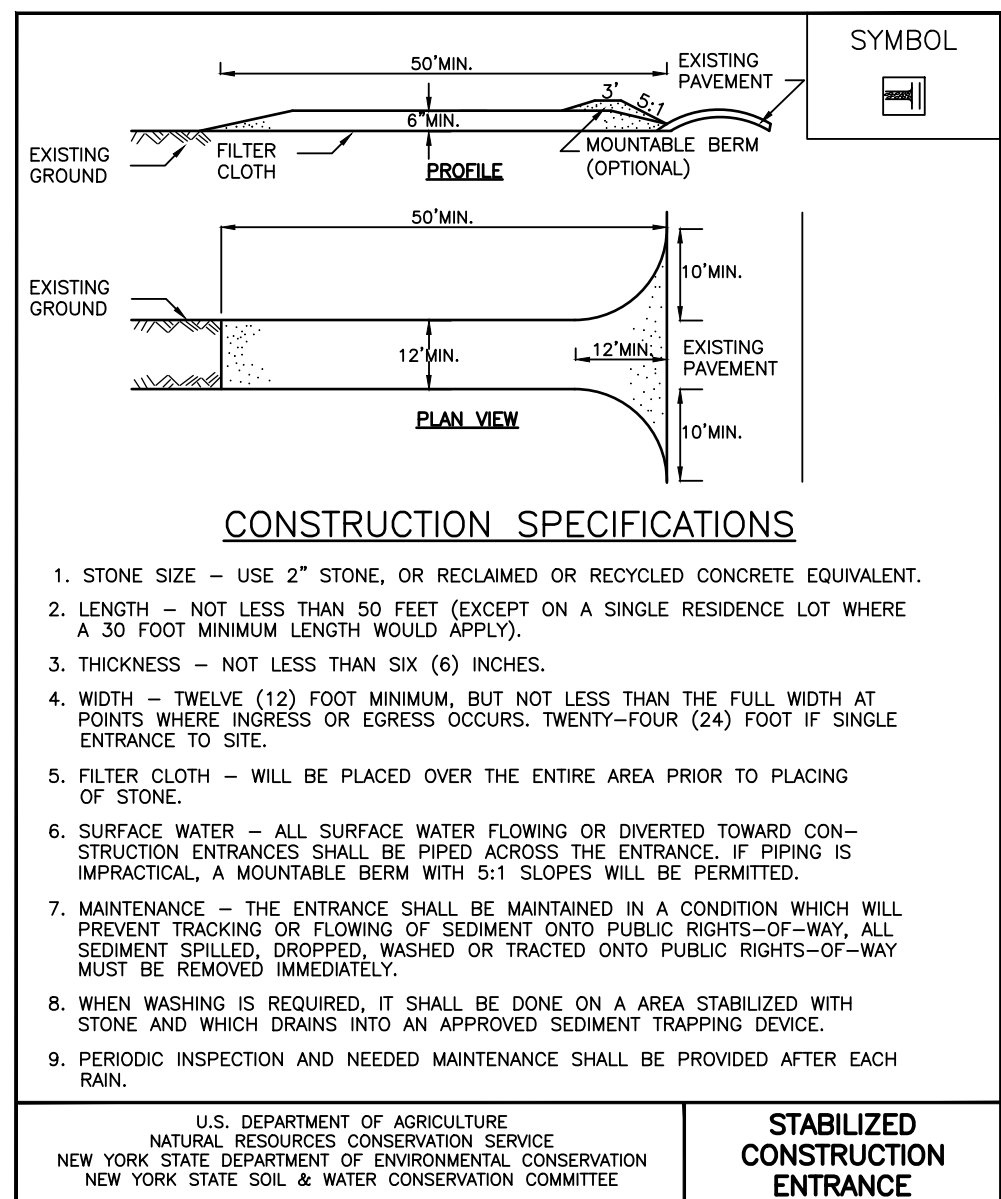 SYMBOL
50'MIN.
EXISTING
PAVEMENT
3'
5:1
6"MIN.
EXISTING
GROUND
FILTER
CLOTH
PROFILE
MOUNTABLE BERM
(OPTIONAL)
50'MIN.
10'MIN.
EXISTING
GROUND
12'MIN.
12'MIN.
EXISTING
PAVEMENT
PLAN VIEW
10'MIN.
CONSTRUCTION SPECIFICATIONS
1. STONE SIZE – USE 2" STONE, OR RECLAIMED OR RECYCLED CONCRETE EQUIVALENT.
2. LENGTH – NOT LESS THAN 50 FEET (EXCEPT ON A SINGLE RESIDENCE LOT WHERE
A 30 FOOT MINIMUM LENGTH WOULD APPLY).
3. THICKNESS – NOT LESS THAN SIX (6) INCHES.
4. WIDTH – TWELVE (12) FOOT MINIMUM, BUT NOT LESS THAN THE FULL WIDTH AT
POINTS WHERE INGRESS OR EGRESS OCCURS. TWENTY–FOUR (24) FOOT IF SINGLE
ENTRANCE TO SITE.
5. FILTER CLOTH – WILL BE PLACED OVER THE ENTIRE AREA PRIOR TO PLACING
OF STONE.
6. SURFACE WATER – ALL SURFACE WATER FLOWING OR DIVERTED TOWARD CON–
STRUCTION ENTRANCES SHALL BE PIPED ACROSS THE ENTRANCE. IF PIPING IS
IMPRACTICAL, A MOUNTABLE BERM WITH 5:1 SLOPES WILL BE PERMITTED.
7. MAINTENANCE – THE ENTRANCE SHALL BE MAINTAINED IN A CONDITION WHICH WILL
PREVENT TRACKING OR FLOWING OF SEDIMENT ONTO PUBLIC RIGHTS–OF–WAY, ALL
SEDIMENT SPILLED, DROPPED, WASHED OR TRACTED ONTO PUBLIC RIGHTS–OF–WAY
MUST BE REMOVED IMMEDIATELY.
8. WHEN WASHING IS REQUIRED, IT SHALL BE DONE ON A AREA STABILIZED WITH
STONE AND WHICH DRAINS INTO AN APPROVED SEDIMENT TRAPPING DEVICE.
9. PERIODIC INSPECTION AND NEEDED MAINTENANCE SHALL BE PROVIDED AFTER EACH
RAIN.
U.S. DEPARTMENT OF AGRICULTURE
NATURAL RESOURCES CONSERVATION SERVICE
NEW YORK STATE DEPARTMENT OF ENVIRONMENTAL CONSERVATION
NEW YORK STATE SOIL & WATER CONSERVATION COMMITTEE
STABILIZED
CONSTRUCTION
ENTRANCE